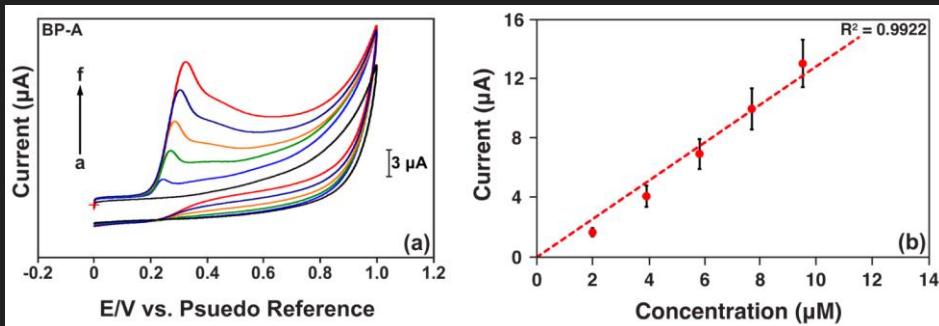 BP-A
f
a
3 µA
(a)
Current (µA)
-0.2
0
0.2
0.4
0.6
0.8
1.0
1.2
E/V vs. Psuedo Reference
R² = 0.9922
16
12
8
4
0
Current (µA)
(b)
0
2
4
6
8
10
12
14
Concentration (µM)